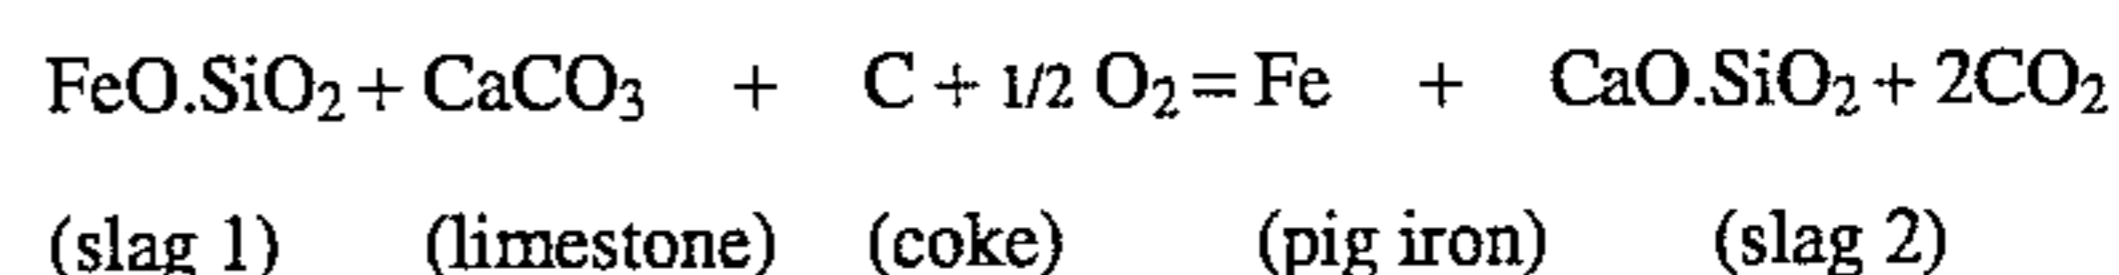 FeO.SiO2 + CaCO3 + C + 1/2 O2 = Fe + CaO.SiO2 + 2CO2
(slag 1) (limestone) (coke) (pig iron) (slag 2)